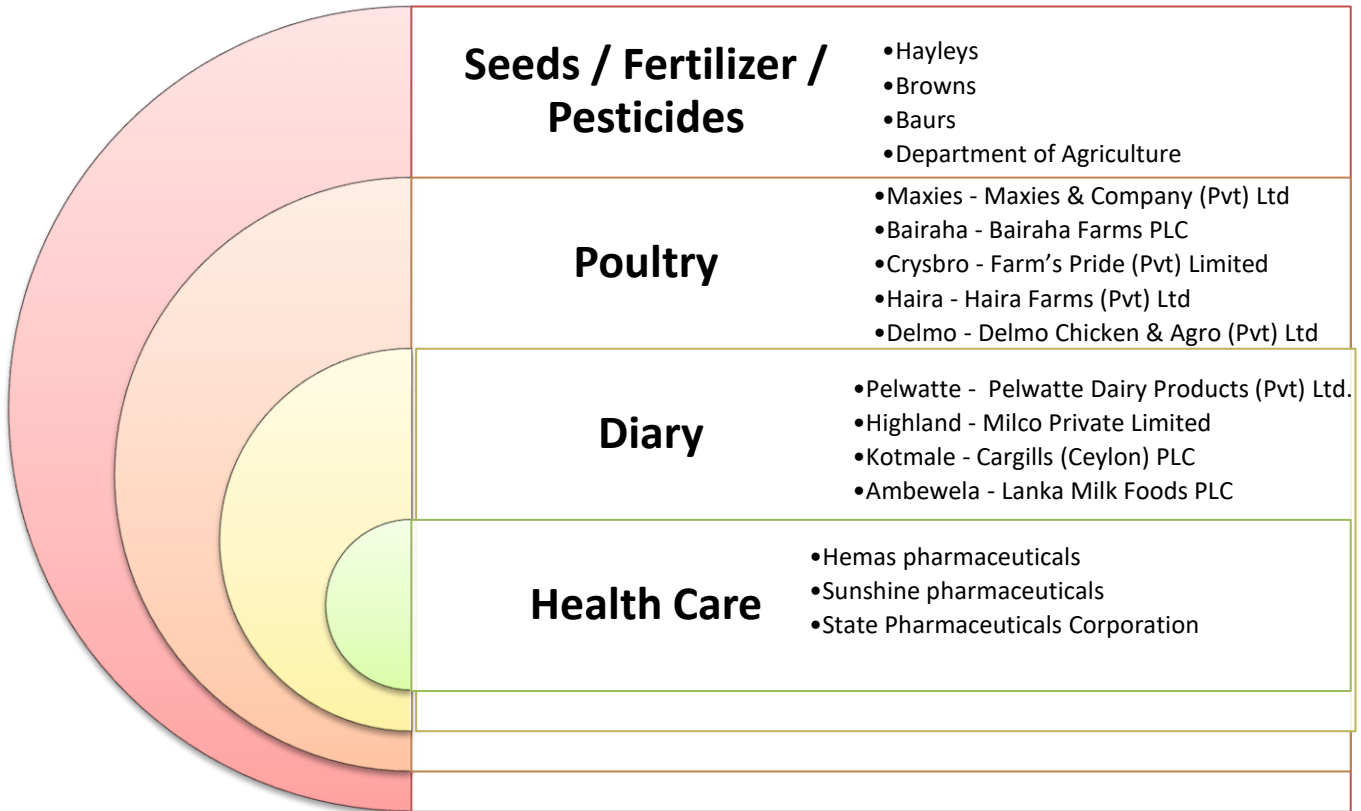 Seeds / Fertilizer /
Pesticides
•Hayleys
•Browns
•Baurs
•Department of Agriculture
Poultry
•Maxies - Maxies & Company (Pvt) Ltd
•Bairaha - Bairaha Farms PLC
•Crysbro - Farm’s Pride (Pvt) Limited
•Haira - Haira Farms (Pvt) Ltd
•Delmo - Delmo Chicken & Agro (Pvt) Ltd
Diary
•Pelwatte - Pelwatte Dairy Products (Pvt) Ltd.
•Highland - Milco Private Limited
•Kotmale - Cargills (Ceylon) PLC
•Ambewela - Lanka Milk Foods PLC
Health Care
•Hemas pharmaceuticals
•Sunshine pharmaceuticals
•State Pharmaceuticals Corporation